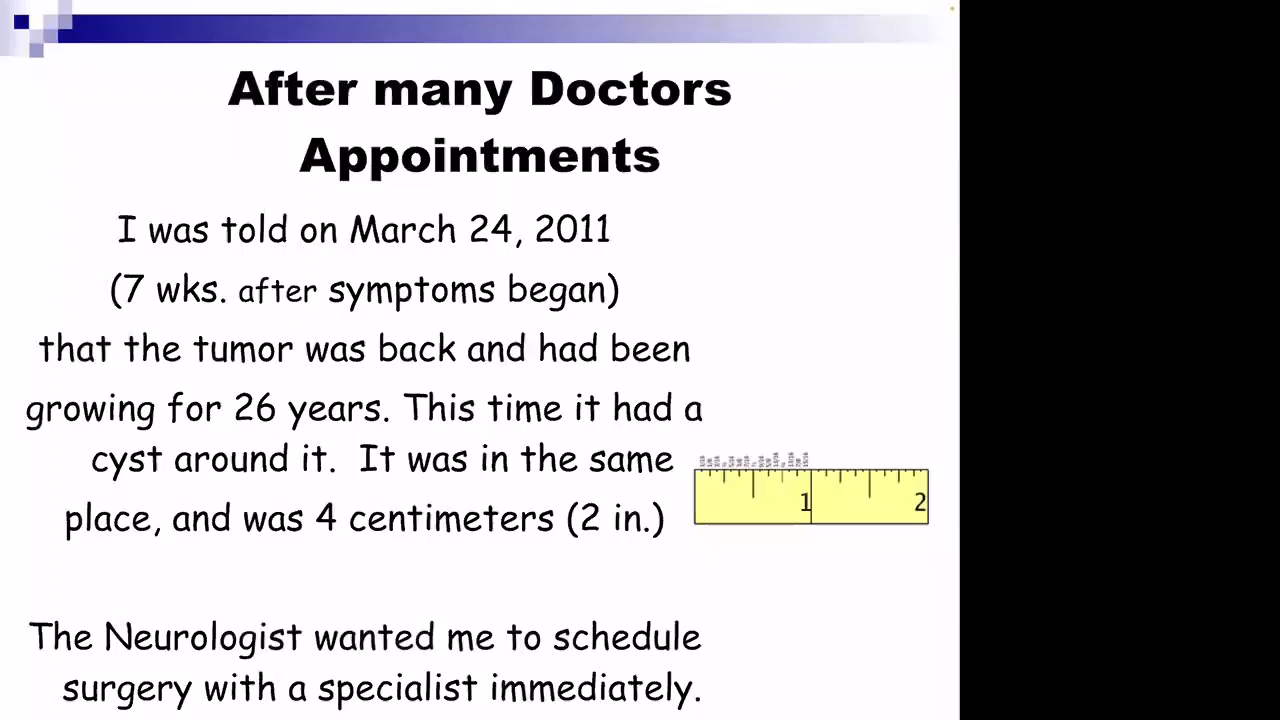 After many Doctors
Appointments
I was told on March 24, 2011
(7 wks. after symptoms began)
that the tumor was back and had been
growing for 26 years. This time it had a
cyst around it. It was in the same
place, and was 4 centimeters (2 in.)
1 2
The Neurologist wanted me to schedule
surgery with a specialist immediately.